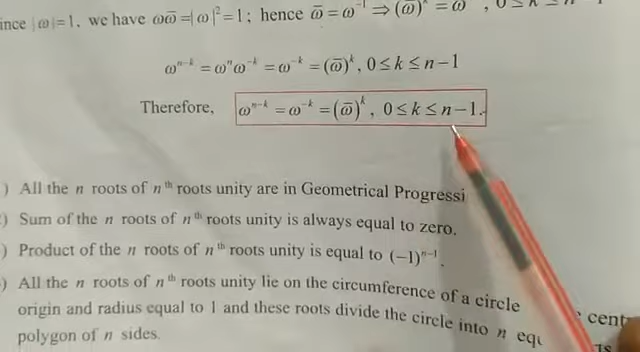 ince |ω|=1, we have ωω̅=|ω|²=1; hence ω̅=ω⁻¹ ⇒ (ω̅)ᵏ=ω , 0≤k≤n−1
ωⁿ⁻ᵏ = ωⁿω⁻ᵏ = ω⁻ᵏ = (ω̅)ᵏ, 0≤k≤n−1
Therefore, ωⁿ⁻ᵏ = ω⁻ᵏ = (ω̅)ᵏ, 0≤k≤n−1.
) All the n roots of nᵗʰ roots unity are in Geometrical Progressi
) Sum of the n roots of nᵗʰ roots unity is always equal to zero.
) Product of the n roots of nᵗʰ roots unity is equal to (−1)ⁿ⁻¹.
) All the n roots of nᵗʰ roots unity lie on the circumference of a circle cent
origin and radius equal to 1 and these roots divide the circle into n equ
polygon of n sides.